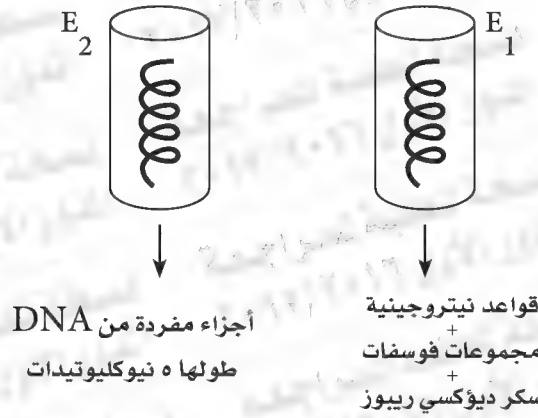 E1
E2
قواعد نيتروجينية
+
مجموعات فوسفات
+
سكر ديؤكسي ريبوز
أجزاء مفردة من DNA
طولها ٥ نيوكليوتيدات